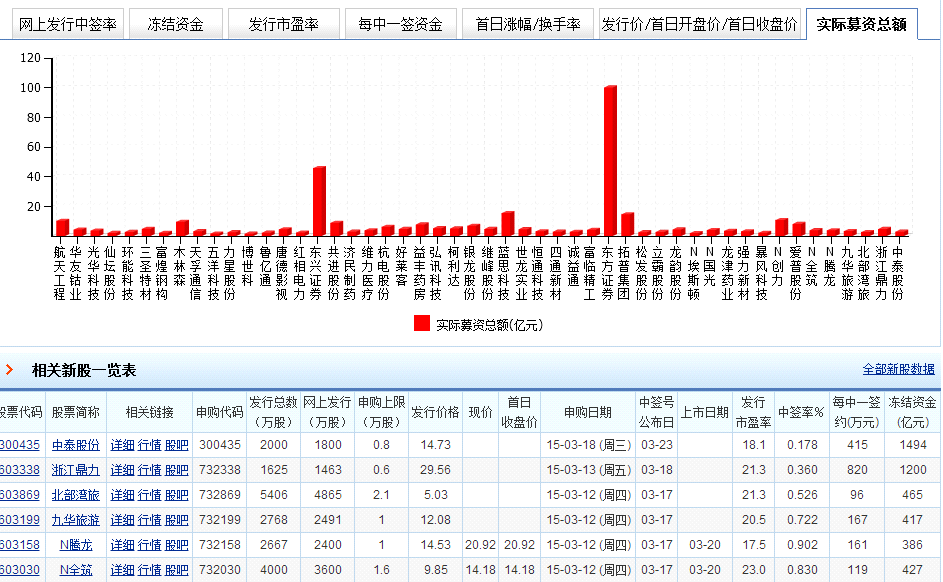 网上发行中签率 冻结资金 发行市盈率 每中一签资金 首日涨幅/换手率 发行价/首日开盘价/首日收盘价 实际募资总额
120
100
80
60
40
20
航天工程 华友钴业 光华科技 仙坛股份 环能科技 三圣特材 富煌钢构 木林森 天孚通信 五洋科技 力星股份 博世科 鲁亿通 唐德影视 红相电力 东兴证券 共进股份 济民制药 维力医疗 杭电股份 好莱客 益丰药房 弘讯科技 柯利达 银龙股份 继峰股份 蓝思科技 世龙实业 恒通科技 四通新材 诚益通 富临精工 东方证券 拓普集团 松发股份 立霸股份 龙韵股份 N埃斯顿 N国光 龙津药业 强力新材 暴风科技 N创力 爱普股份 N全筑 N腾龙 九华旅游 北部湾旅 浙江鼎力 中泰股份
实际募资总额(亿元)
相关新股一览表 全部新股数据
股票代码 股票简称 相关链接 申购代码 发行总数(万股) 网上发行(万股) 申购上限(万股) 发行价格 现价 首日收盘价 申购日期 中签号公布日 上市日期 发行市盈率 中签率% 每中一签约(万元) 冻结资金(亿元)
300435 中泰股份 详细 行情 股吧 300435 2000 1800 0.8 14.73 15-03-18 (周三) 03-23 18.1 0.178 415 1494
603338 浙江鼎力 详细 行情 股吧 732338 1625 1463 0.6 29.56 15-03-13 (周五) 03-18 21.3 0.360 820 1200
603869 北部湾旅 详细 行情 股吧 732869 5406 4865 2.1 5.03 15-03-12 (周四) 03-17 21.3 0.526 96 465
603199 九华旅游 详细 行情 股吧 732199 2768 2491 1 12.08 15-03-12 (周四) 03-17 20.5 0.722 167 417
603158 N腾龙 详细 行情 股吧 732158 2667 2400 1 14.53 20.92 20.92 15-03-12 (周四) 03-17 03-20 17.5 0.902 161 386
603030 N全筑 详细 行情 股吧 732030 4000 3600 1.6 9.85 14.18 14.18 15-03-12 (周四) 03-17 03-20 23.0 0.830 119 427